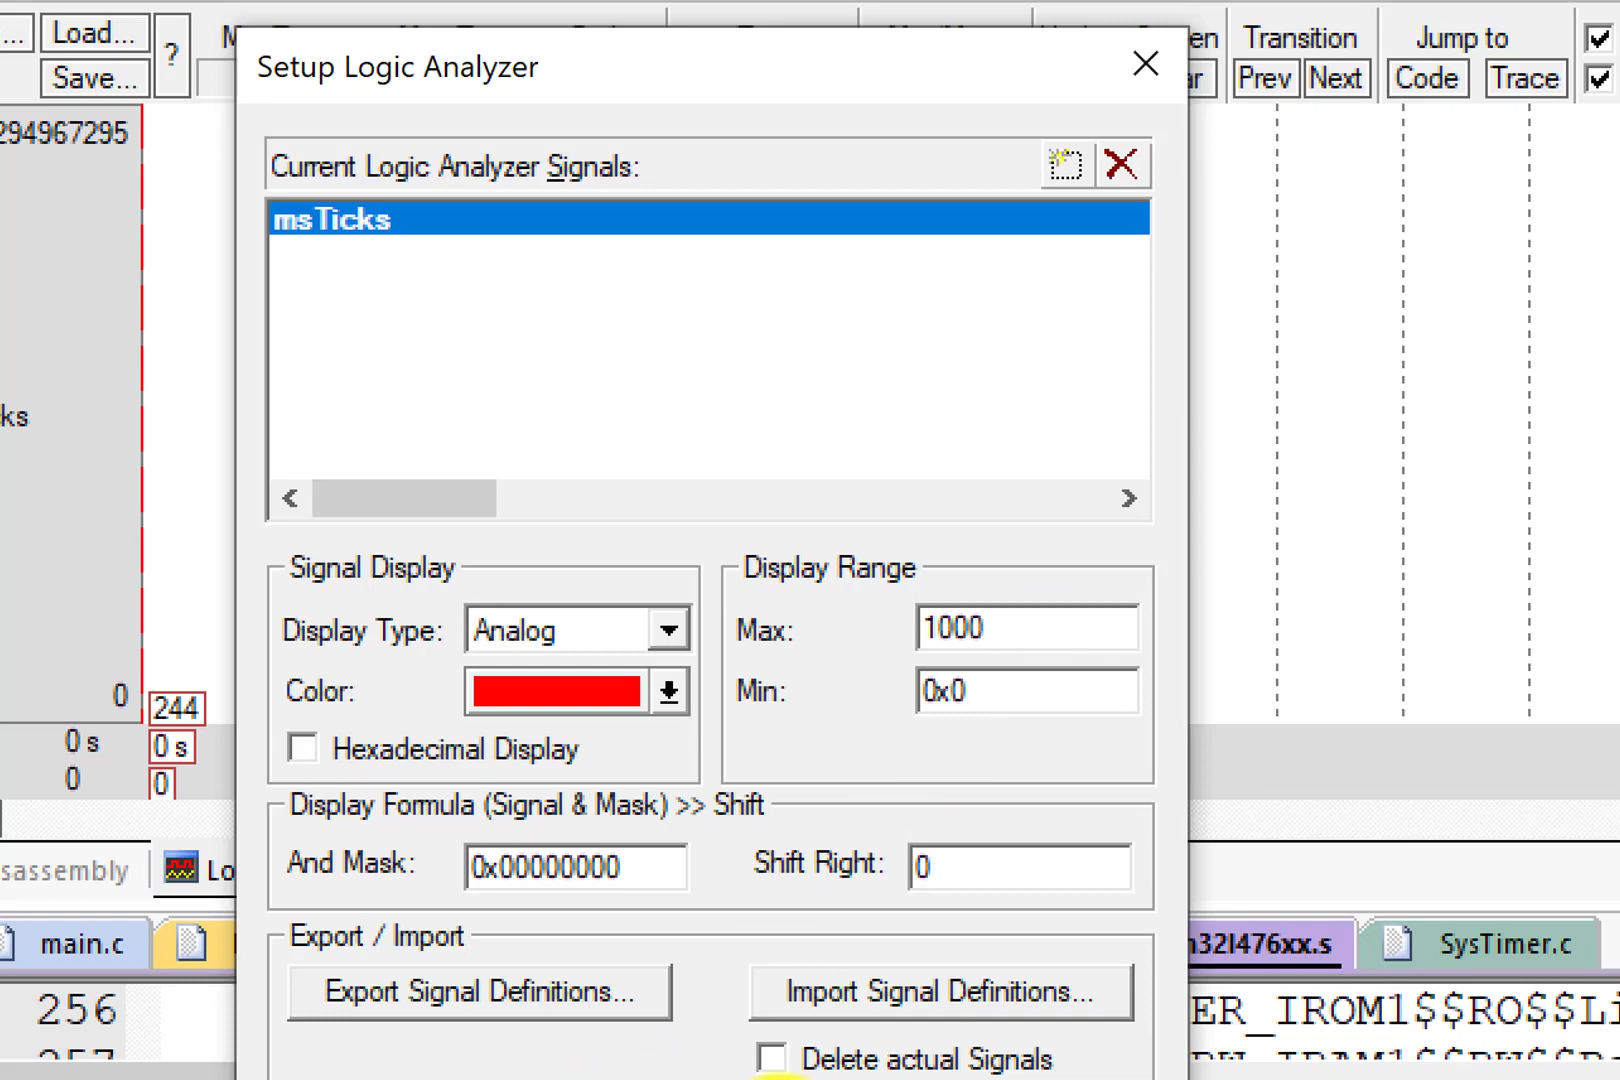 ... Load... ? Transition Jump to
Save... Prev Next Code Trace
Setup Logic Analyzer
294967295
Current Logic Analyzer Signals:
msTicks
ks
Signal Display
Display Range
Display Type: Analog
Max: 1000
Color:
Min: 0x0
0 244
0 s 0 s
0 0
Hexadecimal Display
Display Formula (Signal & Mask) >> Shift
And Mask: 0x00000000
Shift Right: 0
sassembly Lo
Export / Import
main.c
32l476xx.s SysTimer.c
Export Signal Definitions... Import Signal Definitions...
256
ER_IROM1$$RO$$Li
Delete actual Signals